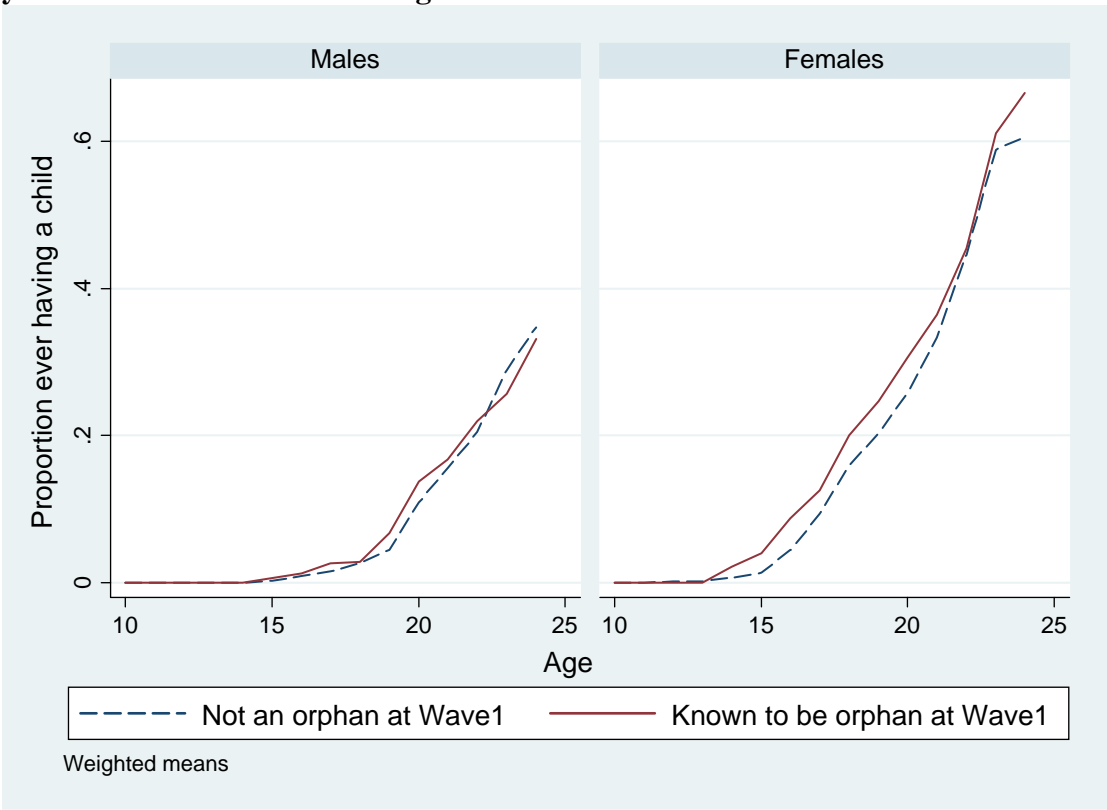 Males Females
Proportion ever having a child
.6
.4
.2
0
10 15 20 25 10 15 20 25
Age
Not an orphan at Wave1 Known to be orphan at Wave1
Weighted means